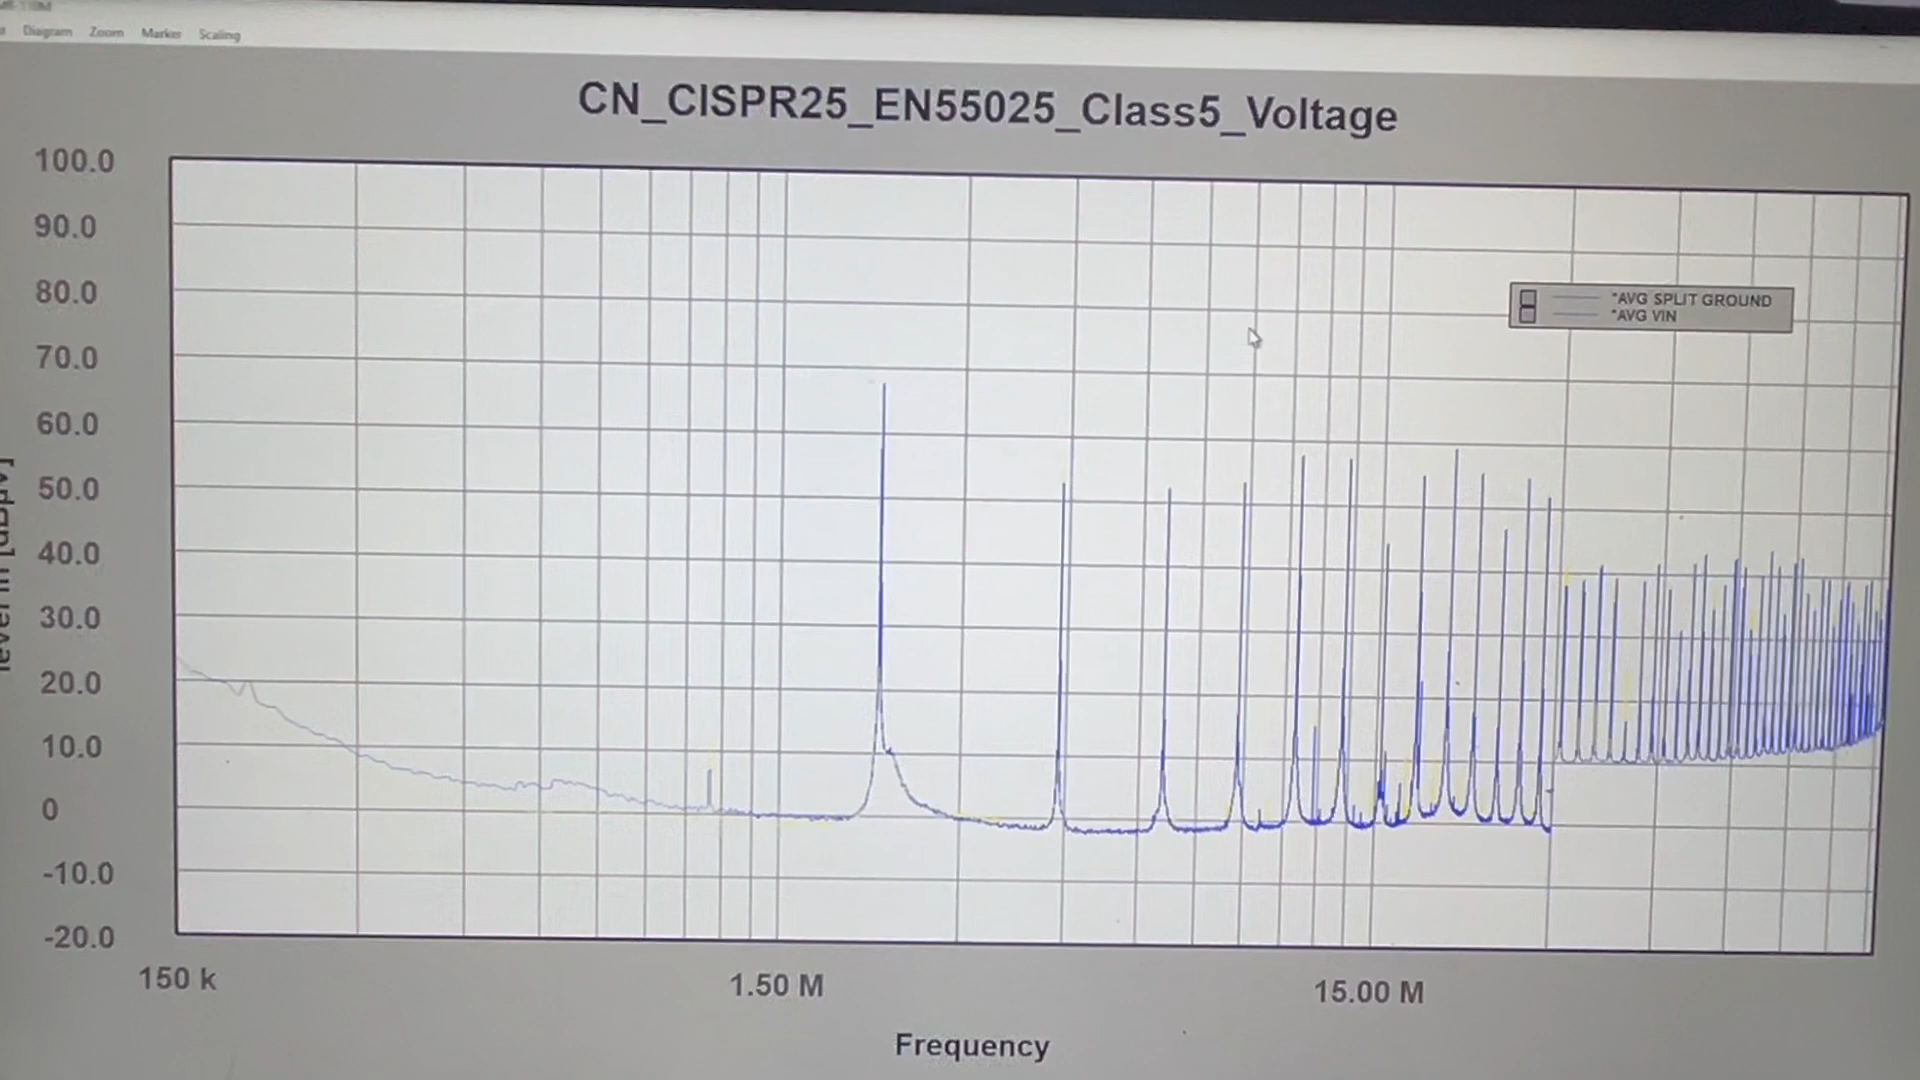 Diagram Zoom Marker Scaling
CN_CISPR25_EN55025_Class5_Voltage
100.0
90.0
80.0
70.0
60.0
50.0
40.0
30.0
20.0
10.0
0
-10.0
-20.0
*AVG SPLIT GROUND
*AVG VIN
150 k
1.50 M
15.00 M
Frequency